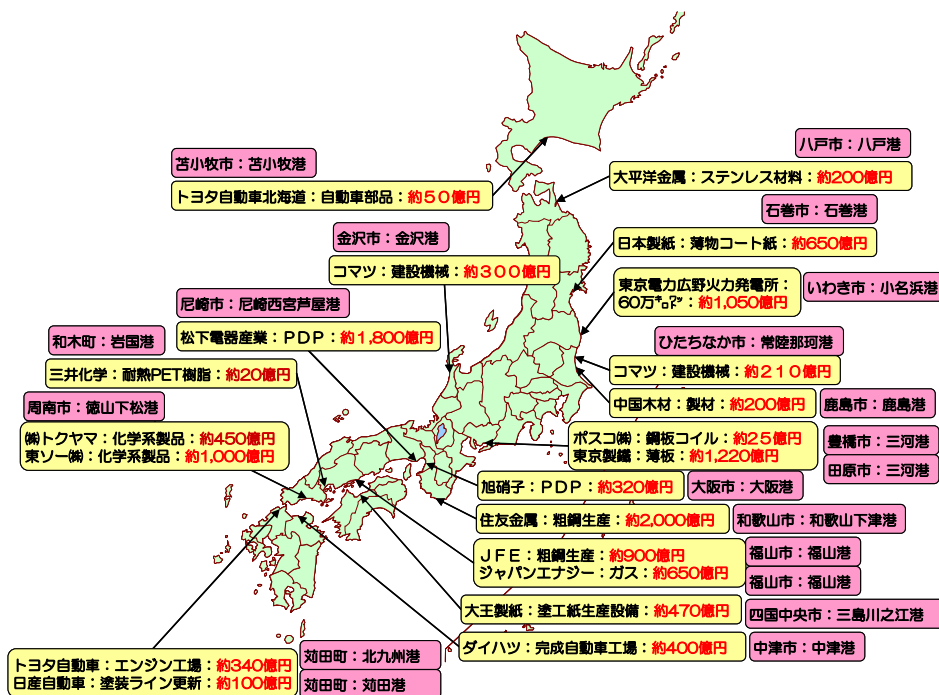 苫小牧市：苫小牧港
トヨタ自動車北海道：自動車部品：約５０億円
八戸市：八戸港
大平洋金属：ステンレス材料：約200億円
石巻市：石巻港
日本製紙：薄物コート紙：約650億円
金沢市：金沢港
コマツ：建設機械：約３００億円
東京電力広野火力発電所：
60万㌔㍗：約1,050億円
いわき市：小名浜港
尼崎市：尼崎西宮芦屋港
松下電器産業：ＰＤＰ：約1,800億円
ひたちなか市：常陸那珂港
コマツ：建設機械：約２１０億円
和木町：岩国港
三井化学：耐熱PET樹脂：約20億円
中国木材：製材：約200億円
鹿島市：鹿島港
周南市：徳山下松港
㈱トクヤマ：化学系製品：約450億円
東ソー㈱：化学系製品：約1,000億円
ポスコ㈱：鋼板コイル：約２５億円
東京製鐵：薄板：約1,220億円
豊橋市：三河港
田原市：三河港
旭硝子：ＰＤＰ：約320億円
大阪市：大阪港
住友金属：粗鋼生産：約2,000億円
和歌山市：和歌山下津港
ＪＦＥ：粗鋼生産：約900億円
ジャパンエナジー：ガス：約650億円
福山市：福山港
福山市：福山港
大王製紙：塗工紙生産設備：約470億円
四国中央市：三島川之江港
ダイハツ：完成自動車工場：約400億円
中津市：中津港
トヨタ自動車：エンジン工場：約340億円
日産自動車：塗装ライン更新：約100億円
苅田町：北九州港
苅田町：苅田港